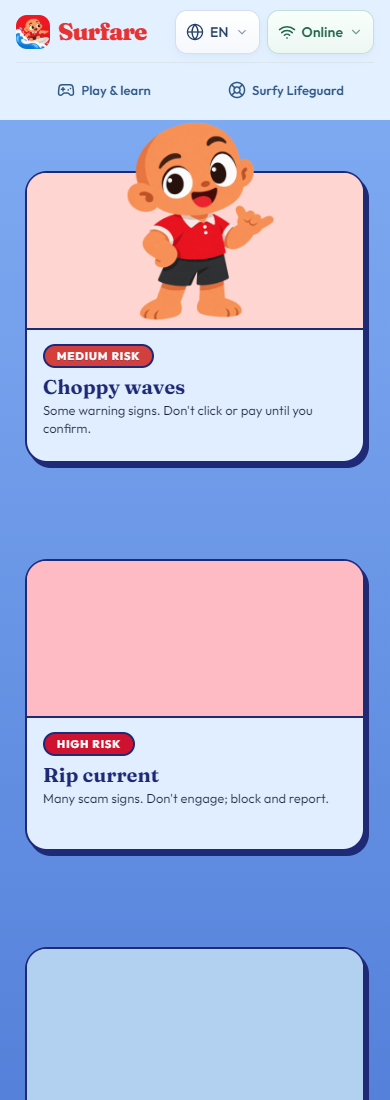 Surfare
EN
Online
Play & learn
Surfy Lifeguard
MEDIUM RISK
Choppy waves
Some warning signs. Don't click or pay until you
confirm.
HIGH RISK
Rip current
Many scam signs. Don't engage; block and report.